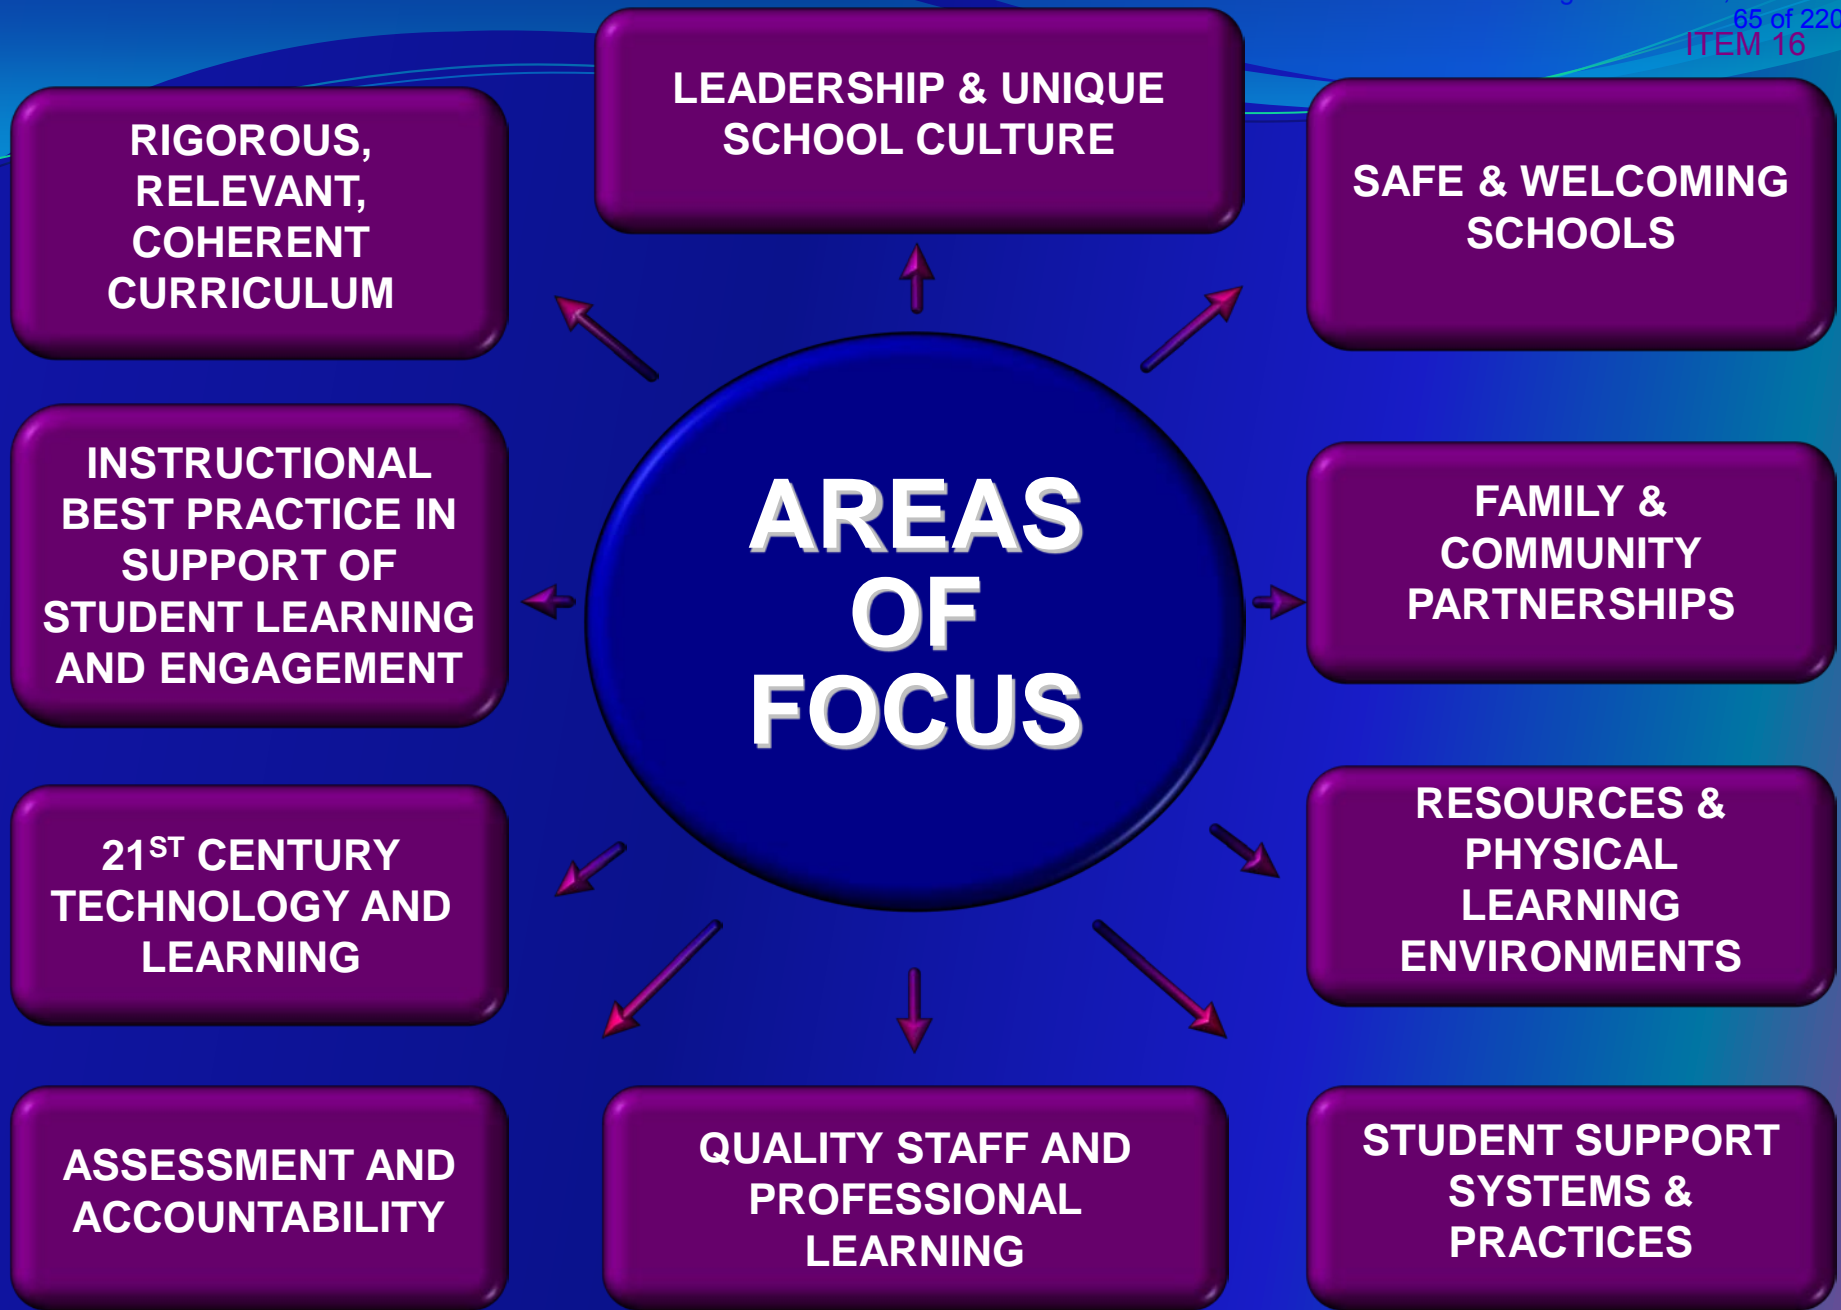 65 of 220
ITEM 16
LEADERSHIP & UNIQUE
SCHOOL CULTURE
RIGOROUS,
RELEVANT,
COHERENT
CURRICULUM
SAFE & WELCOMING
SCHOOLS
INSTRUCTIONAL
BEST PRACTICE IN
SUPPORT OF
STUDENT LEARNING
AND ENGAGEMENT
AREAS
OF
FOCUS
FAMILY &
COMMUNITY
PARTNERSHIPS
21ST CENTURY
TECHNOLOGY AND
LEARNING
RESOURCES &
PHYSICAL
LEARNING
ENVIRONMENTS
ASSESSMENT AND
ACCOUNTABILITY
QUALITY STAFF AND
PROFESSIONAL
LEARNING
STUDENT SUPPORT
SYSTEMS &
PRACTICES